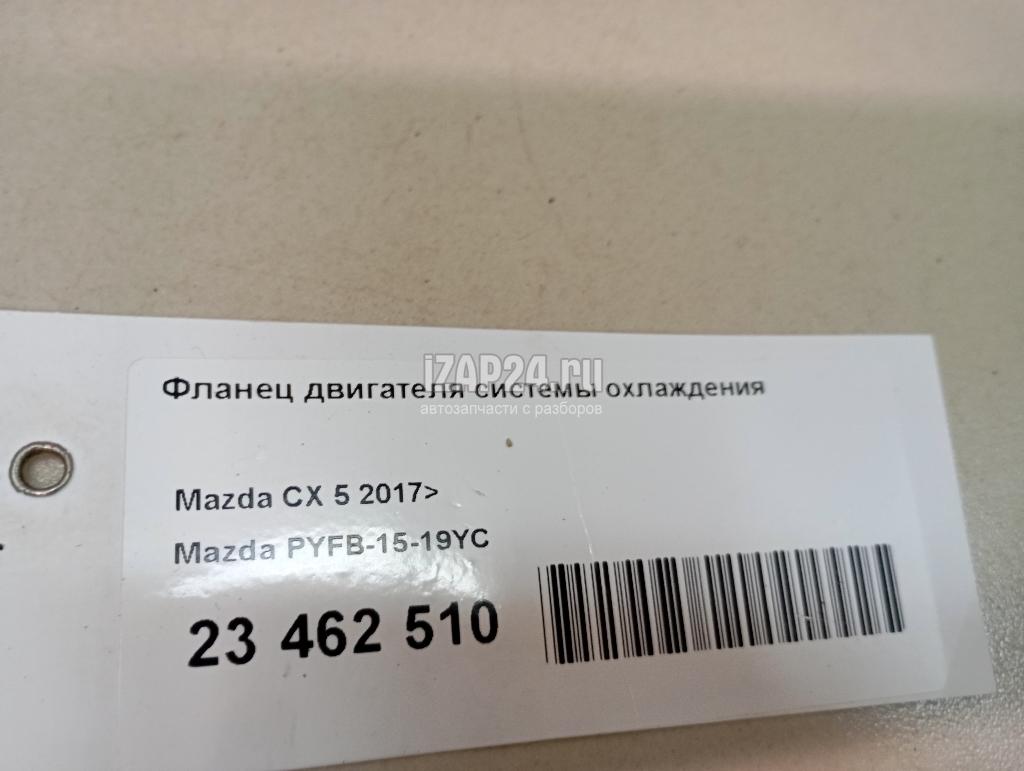 iZAP24.ru
Фланец двигателя системы охлаждения
автозапчасти с разборов
Mazda CX 5 2017>
Mazda PYFB-15-19YC
23 462 510